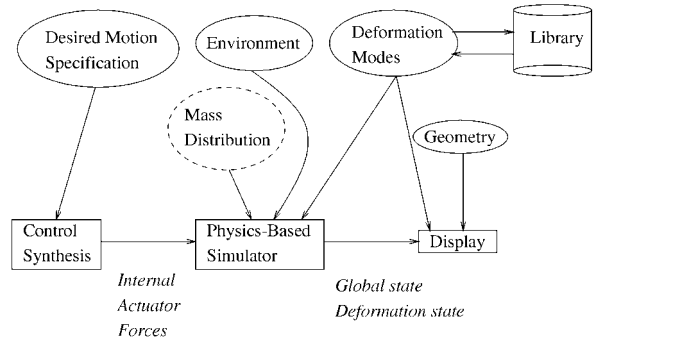 Desired Motion
Specification
Environment
Deformation
Modes
Library
Mass
Distribution
Geometry
Control
Synthesis
Physics-Based
Simulator
Display
Internal
Actuator
Forces
Global state
Deformation state